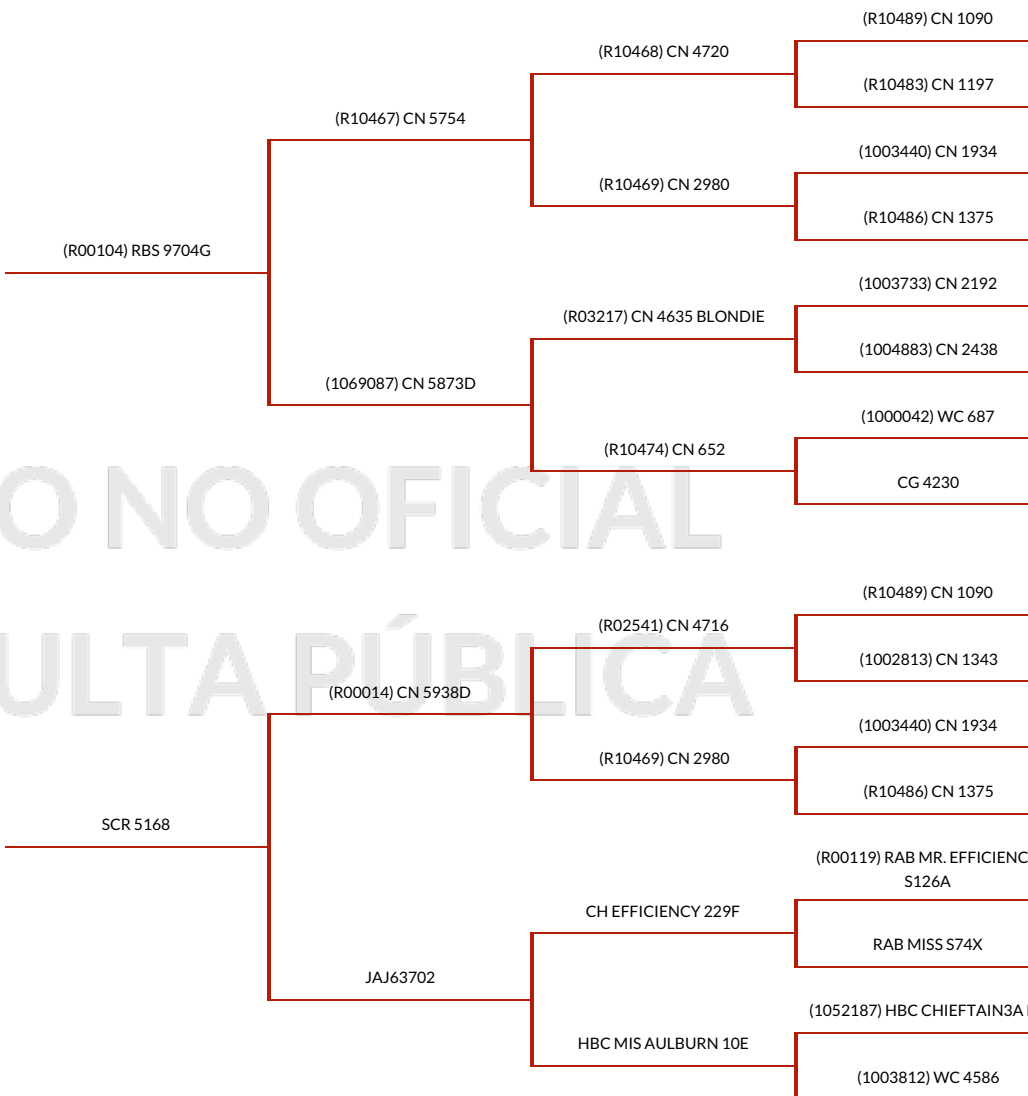 (R10489) CN 1090
(R10468) CN 4720
(R10483) CN 1197
(R10467) CN 5754
(1003440) CN 1934
(R10469) CN 2980
(R10486) CN 1375
(R00104) RBS 9704G
(1003733) CN 2192
(R03217) CN 4635 BLONDIE
(1004883) CN 2438
(1069087) CN 5873D
(1000042) WC 687
(R10474) CN 652
CG 4230
O NO OFICIAL
(R10489) CN 1090
(R02541) CN 4716
(1002813) CN 1343
ULTA PÚBLICA
(R00014) CN 5938D
(1003440) CN 1934
(R10469) CN 2980
(R10486) CN 1375
SCR 5168
(R00119) RAB MR. EFFICIENC
S126A
CH EFFICIENCY 229F
RAB MISS S74X
JAJ63702
(1052187) HBC CHIEFTAIN3A
HBC MIS AULBURN 10E
(1003812) WC 4586